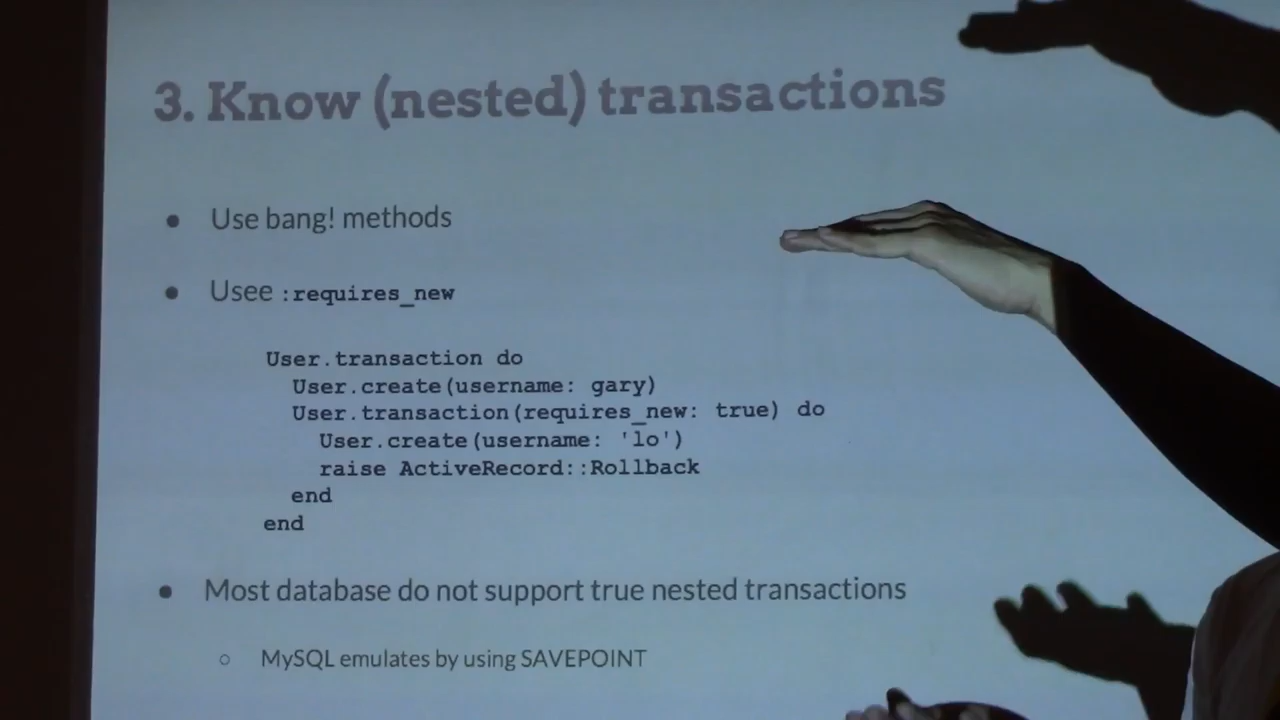 3. Know (nested) transactions
● Use bang! methods
● Usee :requires_new
User.transaction do
  User.create(username: gary)
  User.transaction(requires_new: true) do
    User.create(username: 'lo')
    raise ActiveRecord::Rollback
  end
end
● Most database do not support true nested transactions
○ MySQL emulates by using SAVEPOINT